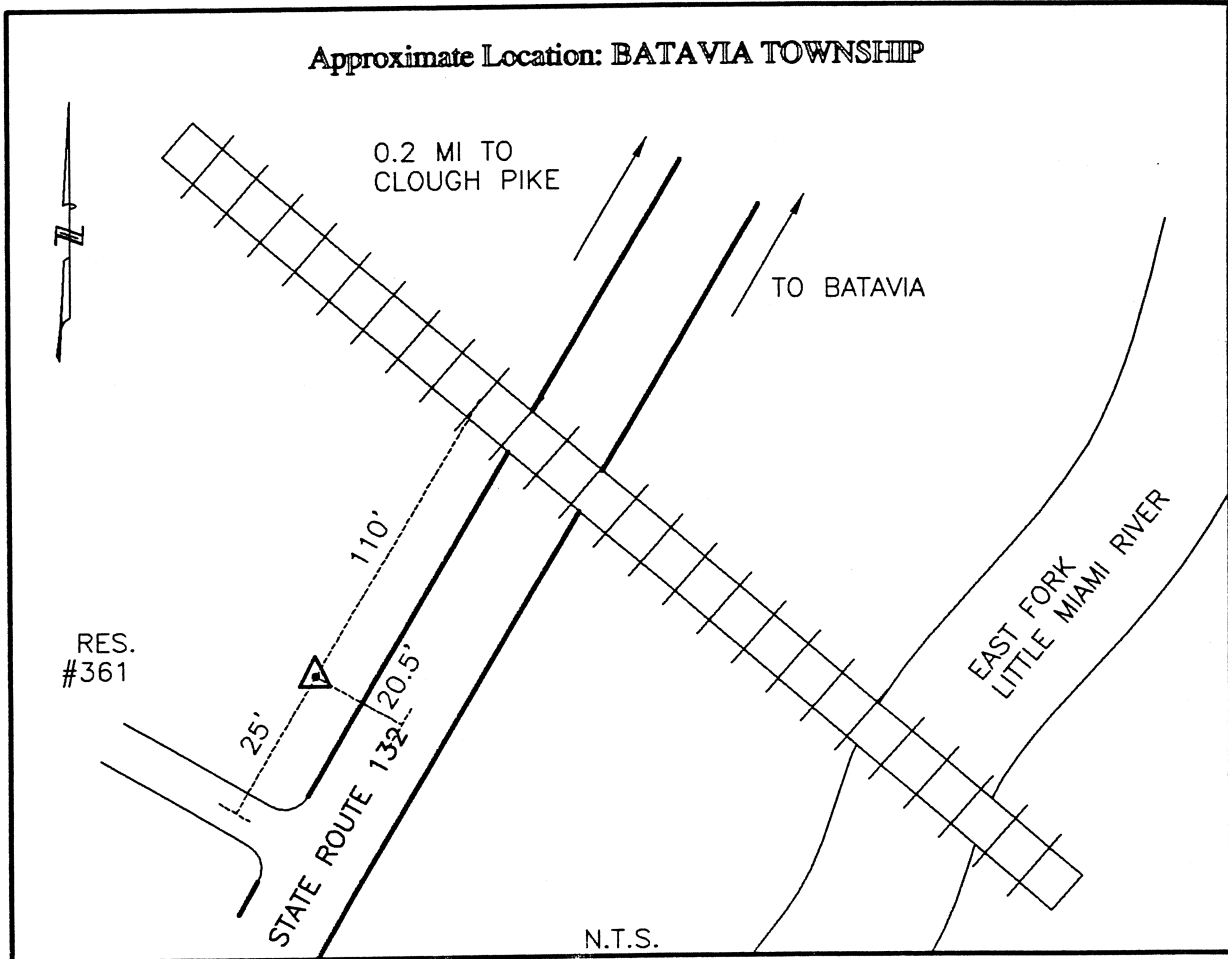 Approximate Location: BATAVIA TOWNSHIP
0.2 MI TO
CLOUGH PIKE
N
TO BATAVIA
110'
EAST FORK
LITTLE MIAMI RIVER
RES.
#361
20.5'
25'
STATE ROUTE 132
N.T.S.